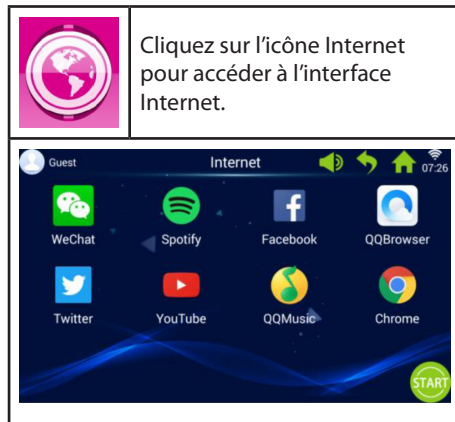 Cliquez sur l’icône Internet
pour accéder à l’interface
Internet.
Guest Internet 07:26
WeChat Spotify Facebook QQBrowser
Twitter YouTube QQMusic Chrome
START